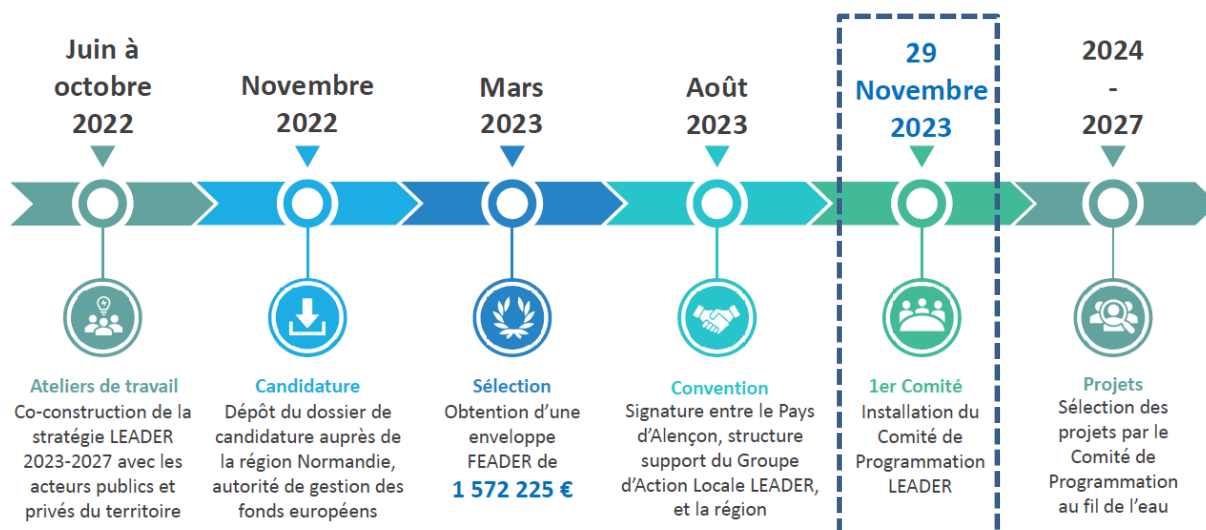 Juin à
octobre
2022
Novembre
2022
Mars
2023
Août
2023
29
Novembre
2023
2024
-
2027
Ateliers de travail
Co-construction de la
stratégie LEADER
2023-2027 avec les
acteurs publics et
privés du territoire
Candidature
Dépôt du dossier de
candidature auprès de
la région Normandie,
autorité de gestion des
fonds européens
Sélection
Obtention d'une
enveloppe
FEADER de
1 572 225 €
Convention
Signature entre le Pays
d'Alençon, structure
support du Groupe
d'Action Locale LEADER,
et la région
1er Comité
Installation du
Comité de
Programmation
LEADER
Projets
Sélection des
projets par le
Comité de
Programmation
au fil de l'eau